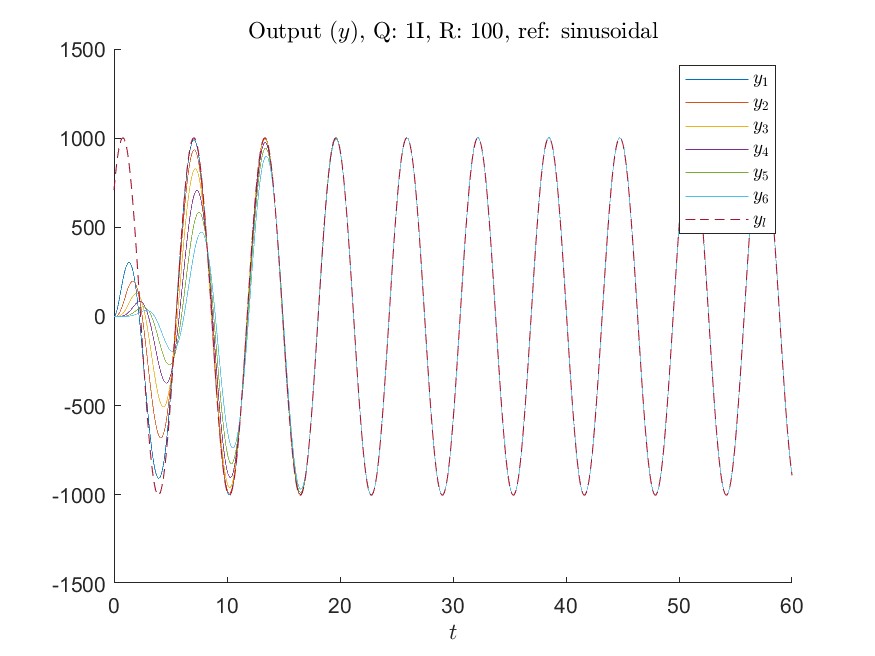 Output (y), Q: 1I, R: 100, ref: sinusoidal
1500
1000
500
0
-500
-1000
-1500
y₁
y₂
y₃
y₄
y₅
y₆
yₗ
0 10 20 30 40 50 60
t